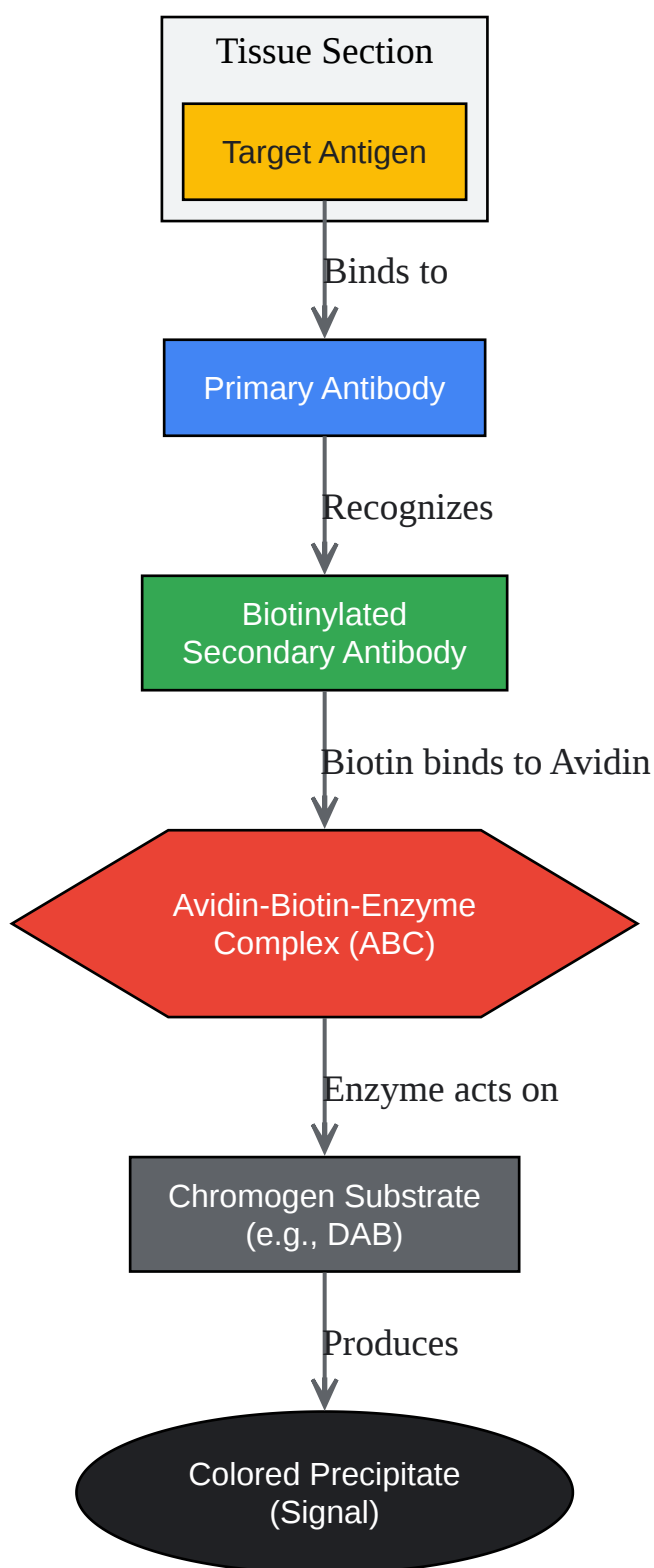 Tissue Section
Target Antigen
Binds to
Primary Antibody
Recognizes
Biotinylated
Secondary Antibody
Biotin binds to Avidin
Avidin-Biotin-Enzyme
Complex (ABC)
Enzyme acts on
Chromogen Substrate
(e.g., DAB)
Produces
Colored Precipitate
(Signal)